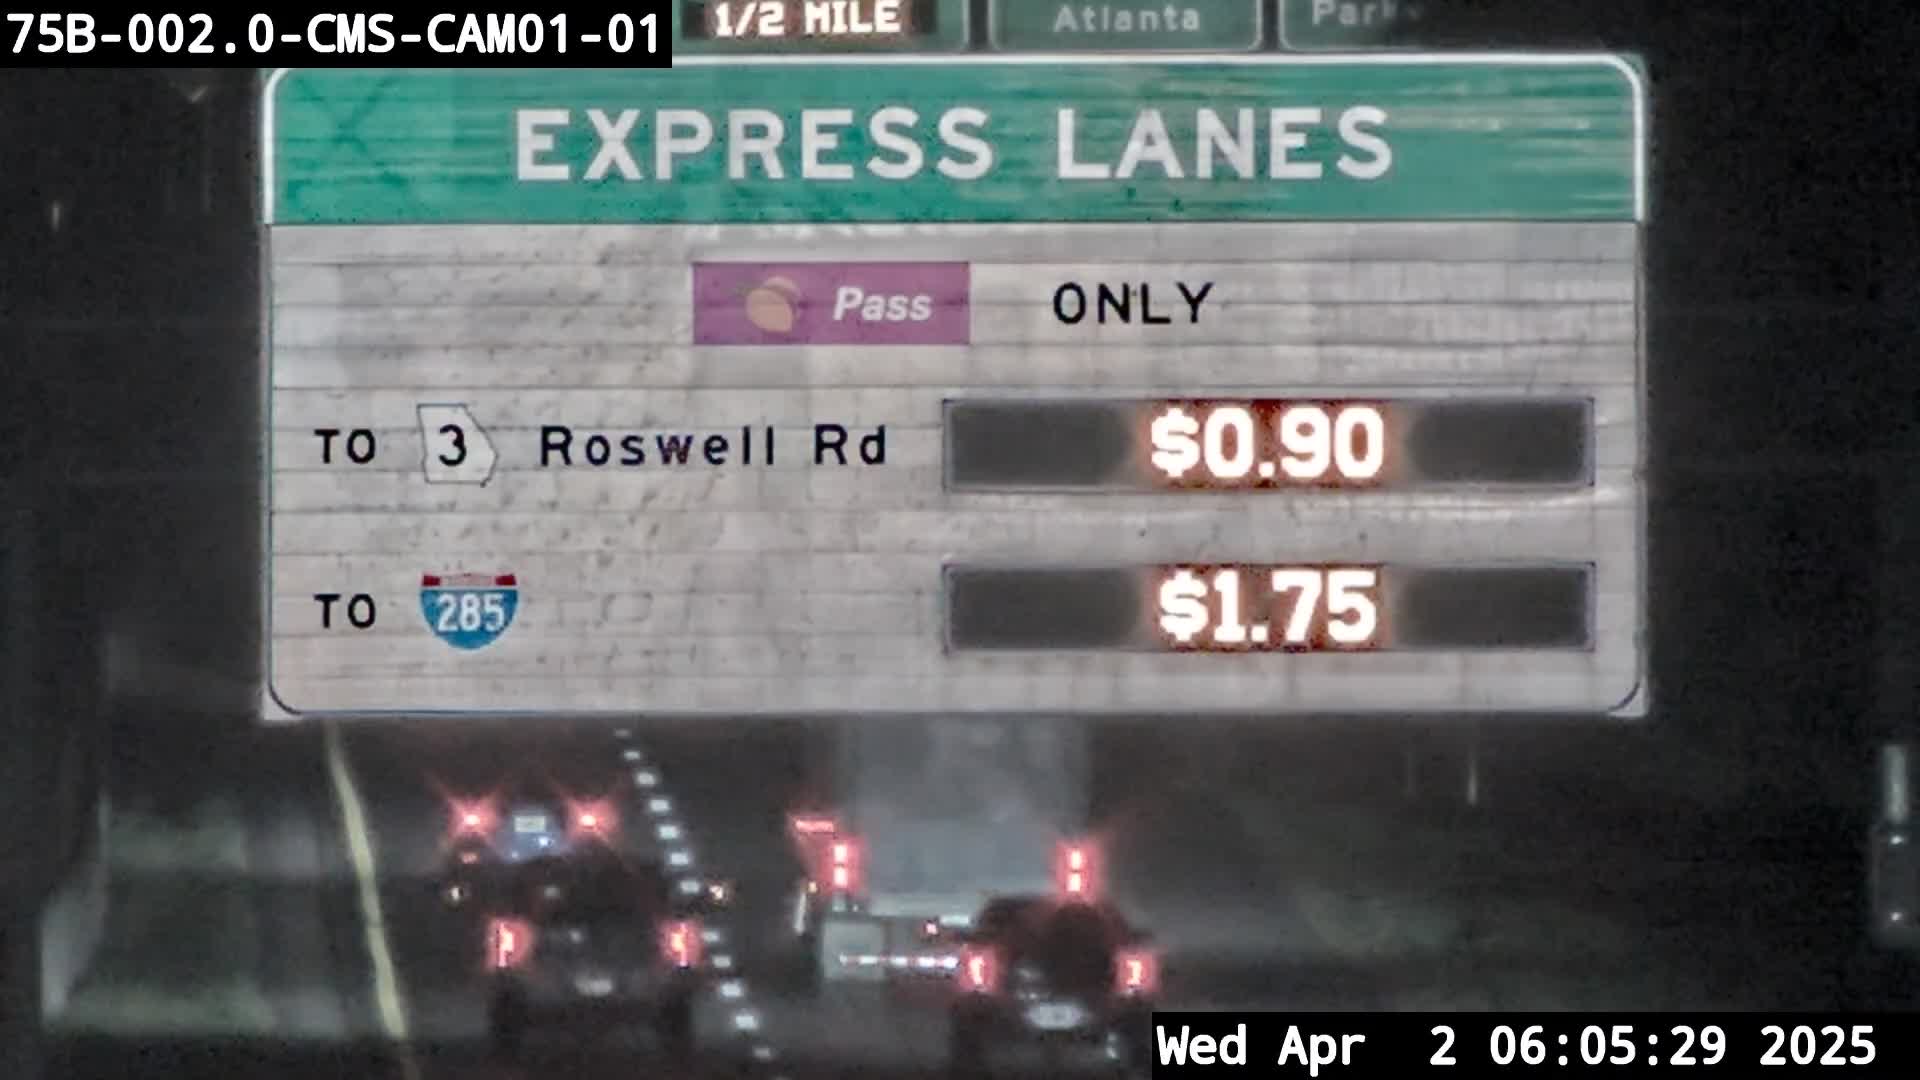 75B-002.0-CMS-CAM01-01
1/2 MILE
Atlanta
EXPRESS LANES
Pass ONLY
TO 3 Roswell Rd $0.90
TO 285 $1.75
Wed Apr 2 06:05:29 2025